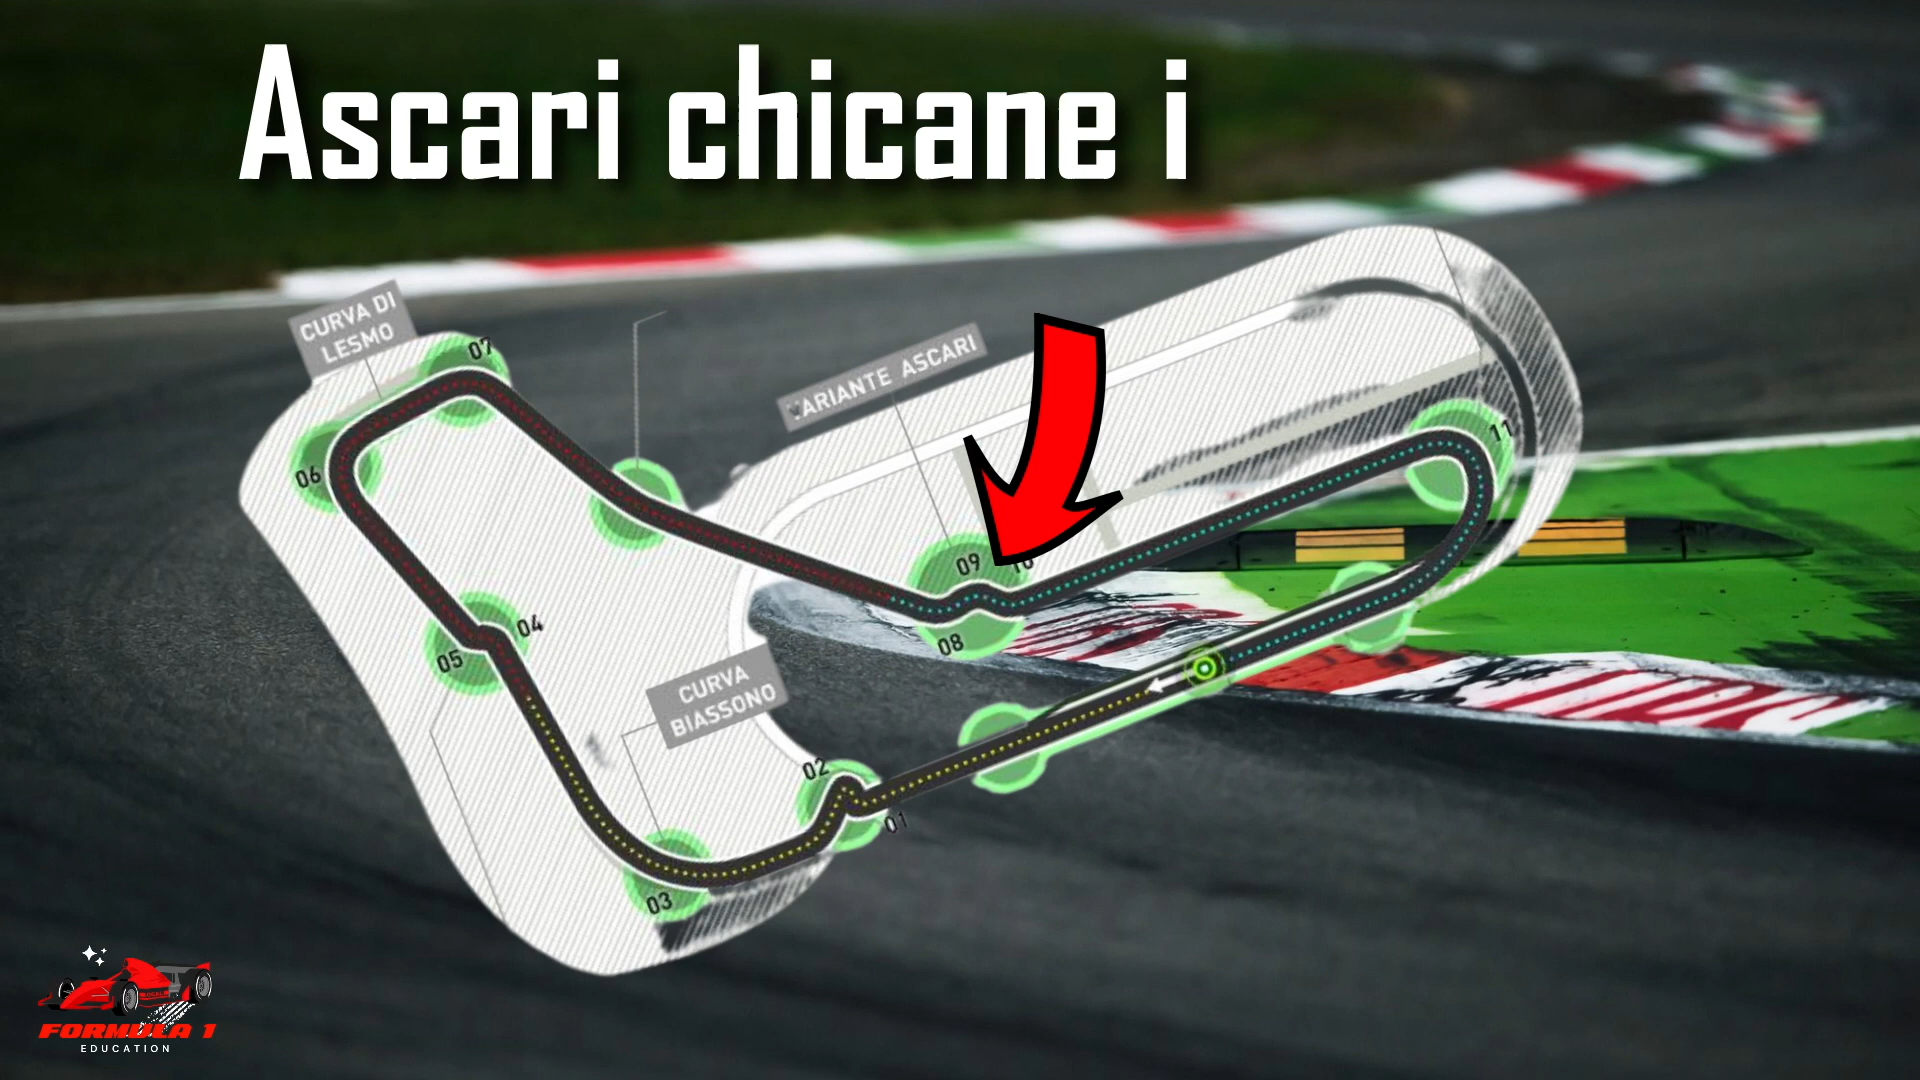 Ascari chicane i
CURVA DI
LESMO
07
VARIANTE ASCARI
06
11
09
10
04
05
08
CURVA
BIASSONO
02
01
03
FORMULA 1
EDUCATION